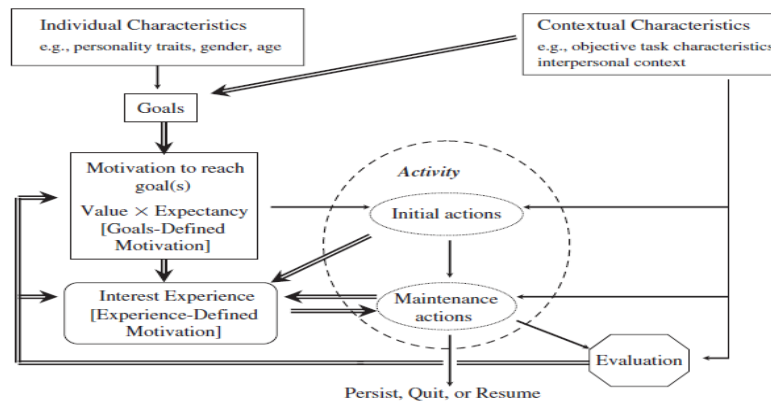 Individual Characteristics
e.g., personality traits, gender, age
Contextual Characteristics
e.g., objective task characteristics
interpersonal context
Goals
Motivation to reach
goal(s)
Value × Expectancy
[Goals-Defined
Motivation]
Activity
Initial actions
Interest Experience
[Experience-Defined
Motivation]
Maintenance
actions
Evaluation
Persist, Quit, or Resume